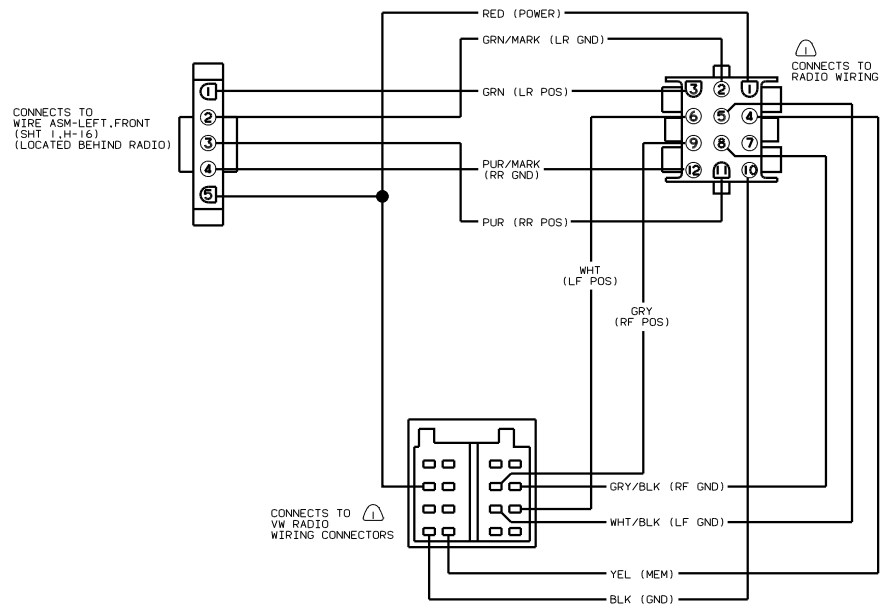 RED (POWER)
GRN/MARK (LR GND)
1
CONNECTS TO
RADIO WIRING
3 2 1
1
GRN (LR POS)
CONNECTS TO
WIRE ASM-LEFT,FRONT
(SHT 1,H-16)
(LOCATED BEHIND RADIO)
2
6 5 4
3
9 8 7
4
PUR/MARK
(RR GND)
12 11 10
5
PUR (RR POS)
WHT
(LF POS)
GRY
(RF POS)
GRY/BLK (RF GND)
CONNECTS TO 1
VW RADIO
WIRING CONNECTORS
WHT/BLK (LF GND)
YEL (MEM)
BLK (GND)